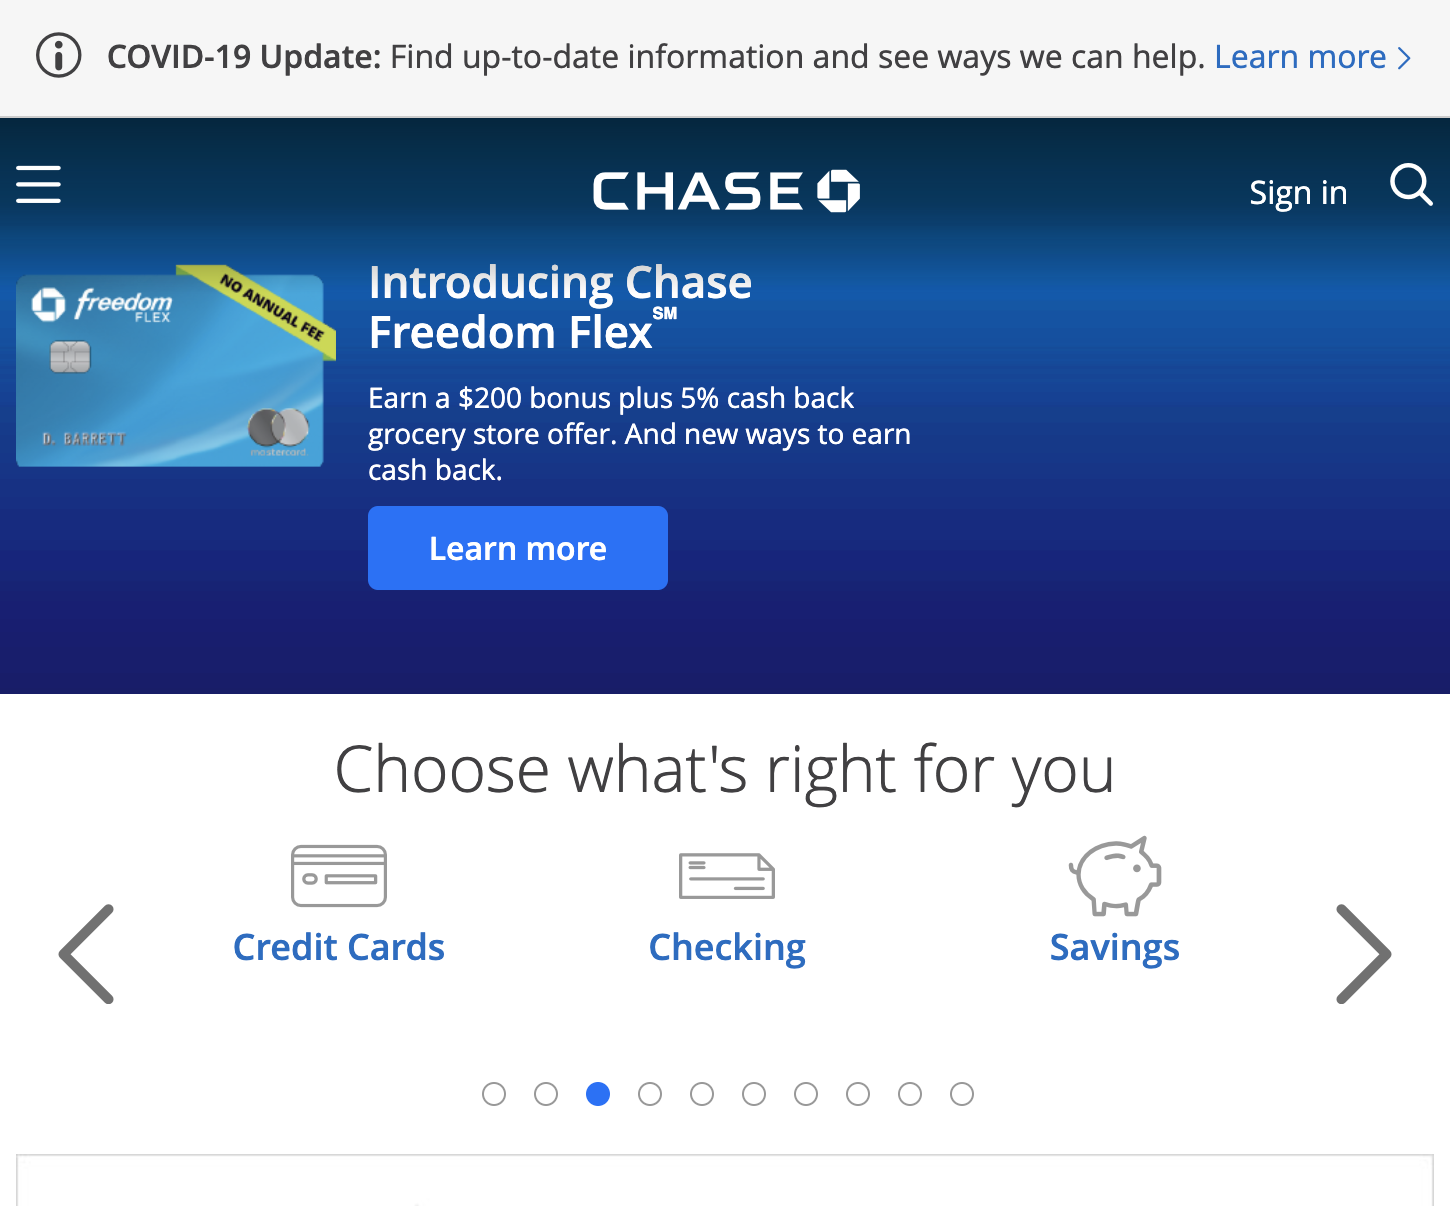 COVID-19 Update: Find up-to-date information and see ways we can help. Learn more
CHASE
Sign in
freedom
FLEX
NO ANNUAL FEE
D. BARRETT
mastercard
Introducing Chase
Freedom Flex℠
Earn a $200 bonus plus 5% cash back
grocery store offer. And new ways to earn
cash back.
Learn more
Choose what's right for you
Credit Cards
Checking
Savings